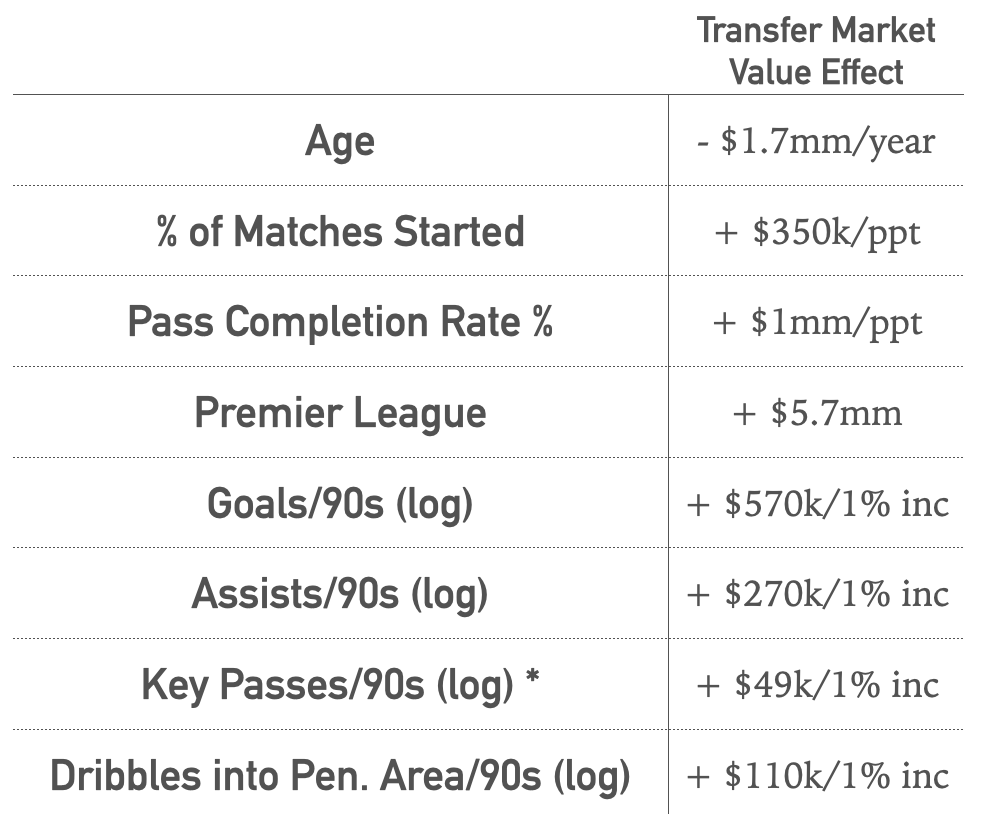 Transfer Market
Value Effect
Age - $1.7mm/year
% of Matches Started + $350k/ppt
Pass Completion Rate % + $1mm/ppt
Premier League + $5.7mm
Goals/90s (log) + $570k/1% inc
Assists/90s (log) + $270k/1% inc
Key Passes/90s (log) * + $49k/1% inc
Dribbles into Pen. Area/90s (log) + $110k/1% inc